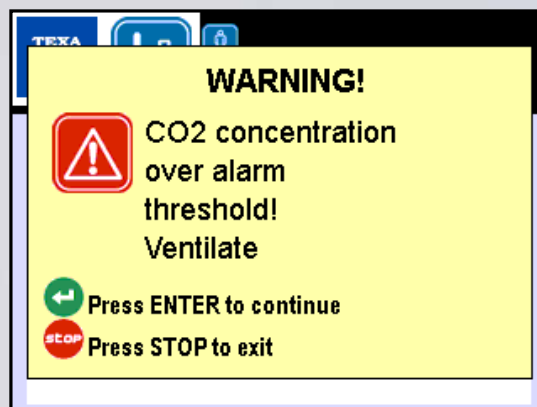 TEXA
WARNING!
CO2 concentration
over alarm
threshold!
Ventilate
Press ENTER to continue
stop
Press STOP to exit